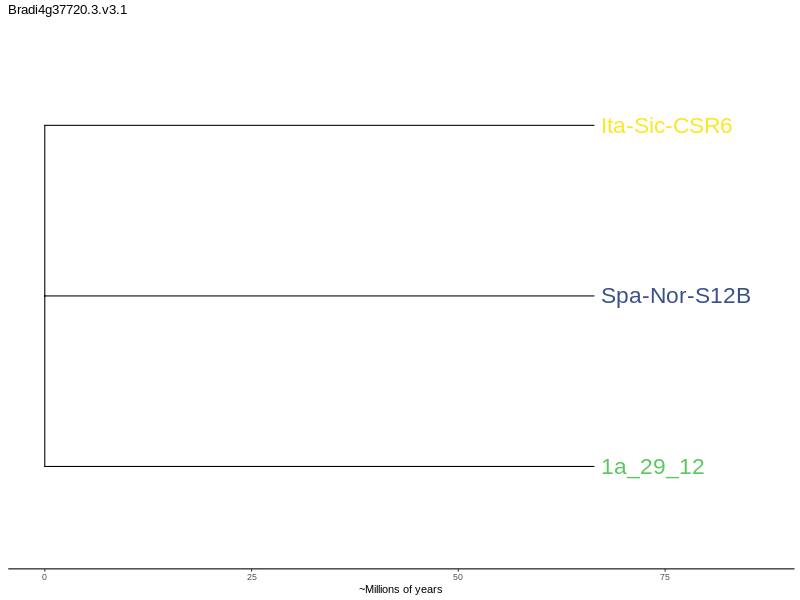 Bradi4g37720.3.v3.1
Ita-Sic-CSR6
Spa-Nor-S12B
1a_29_12
0 25 50 75
~Millions of years